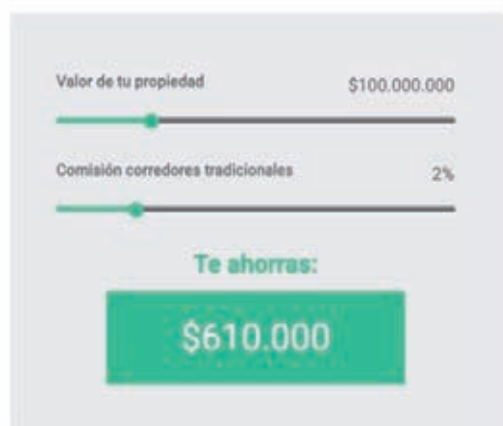 Valor de tu propiedad $100.000.000
Comisión corredores tradicionales 2%
Te ahorras:
$610.000